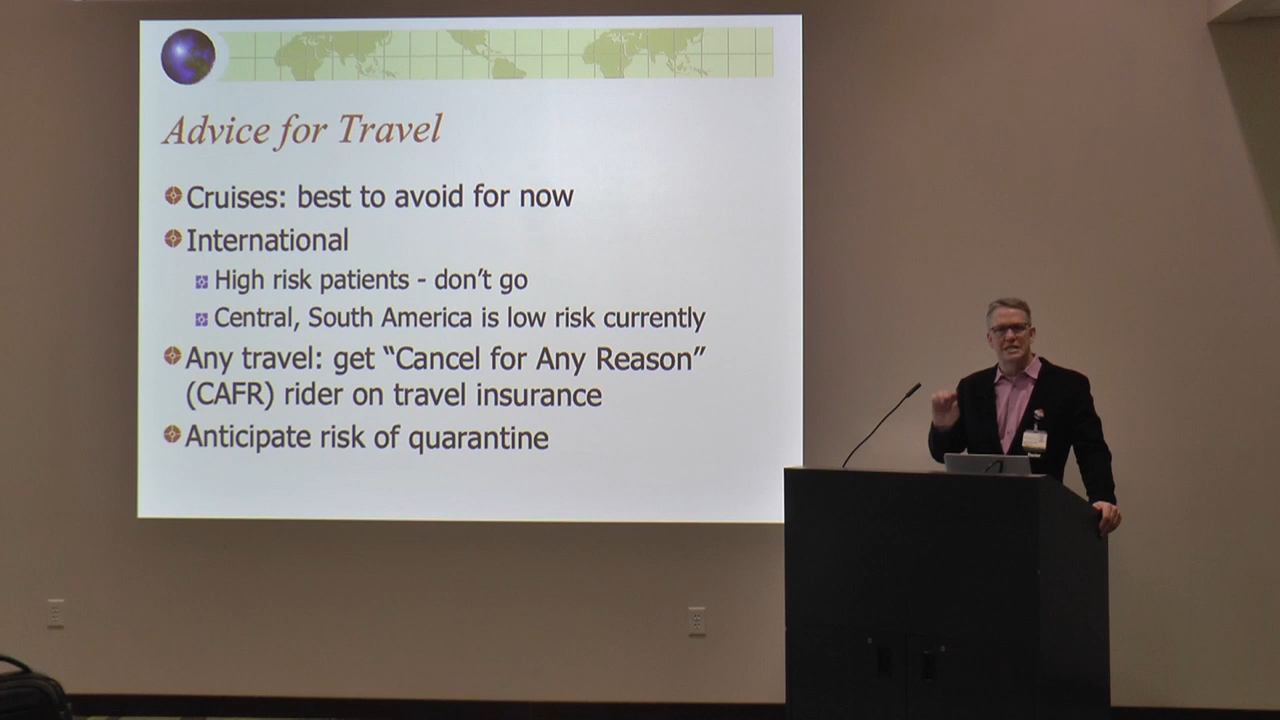 Advice for Travel
Cruises: best to avoid for now
International
High risk patients - don't go
Central, South America is low risk currently
Any travel: get “Cancel for Any Reason”
(CAFR) rider on travel insurance
Anticipate risk of quarantine